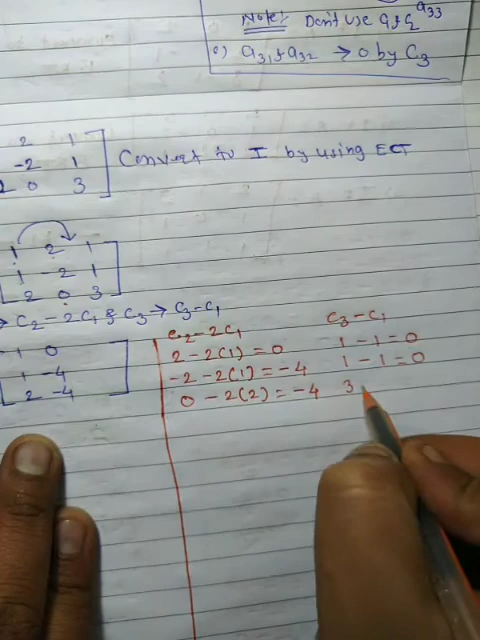 Note: Don't use a & a33
e) a31 & a32 → 0 by C3
2 1
-2 1
2 0 3
Convert to I by using ECT
1 2 1
1 -2 1
2 0 3
→ C2 - 2C1 & C3 → C3 - C1
1 0
1 -4
2 -4
C2 - 2C1
2 - 2(1) = 0
-2 - 2(1) = -4
0 - 2(2) = -4
C3 - C1
1 - 1 = 0
1 - 1 = 0
3